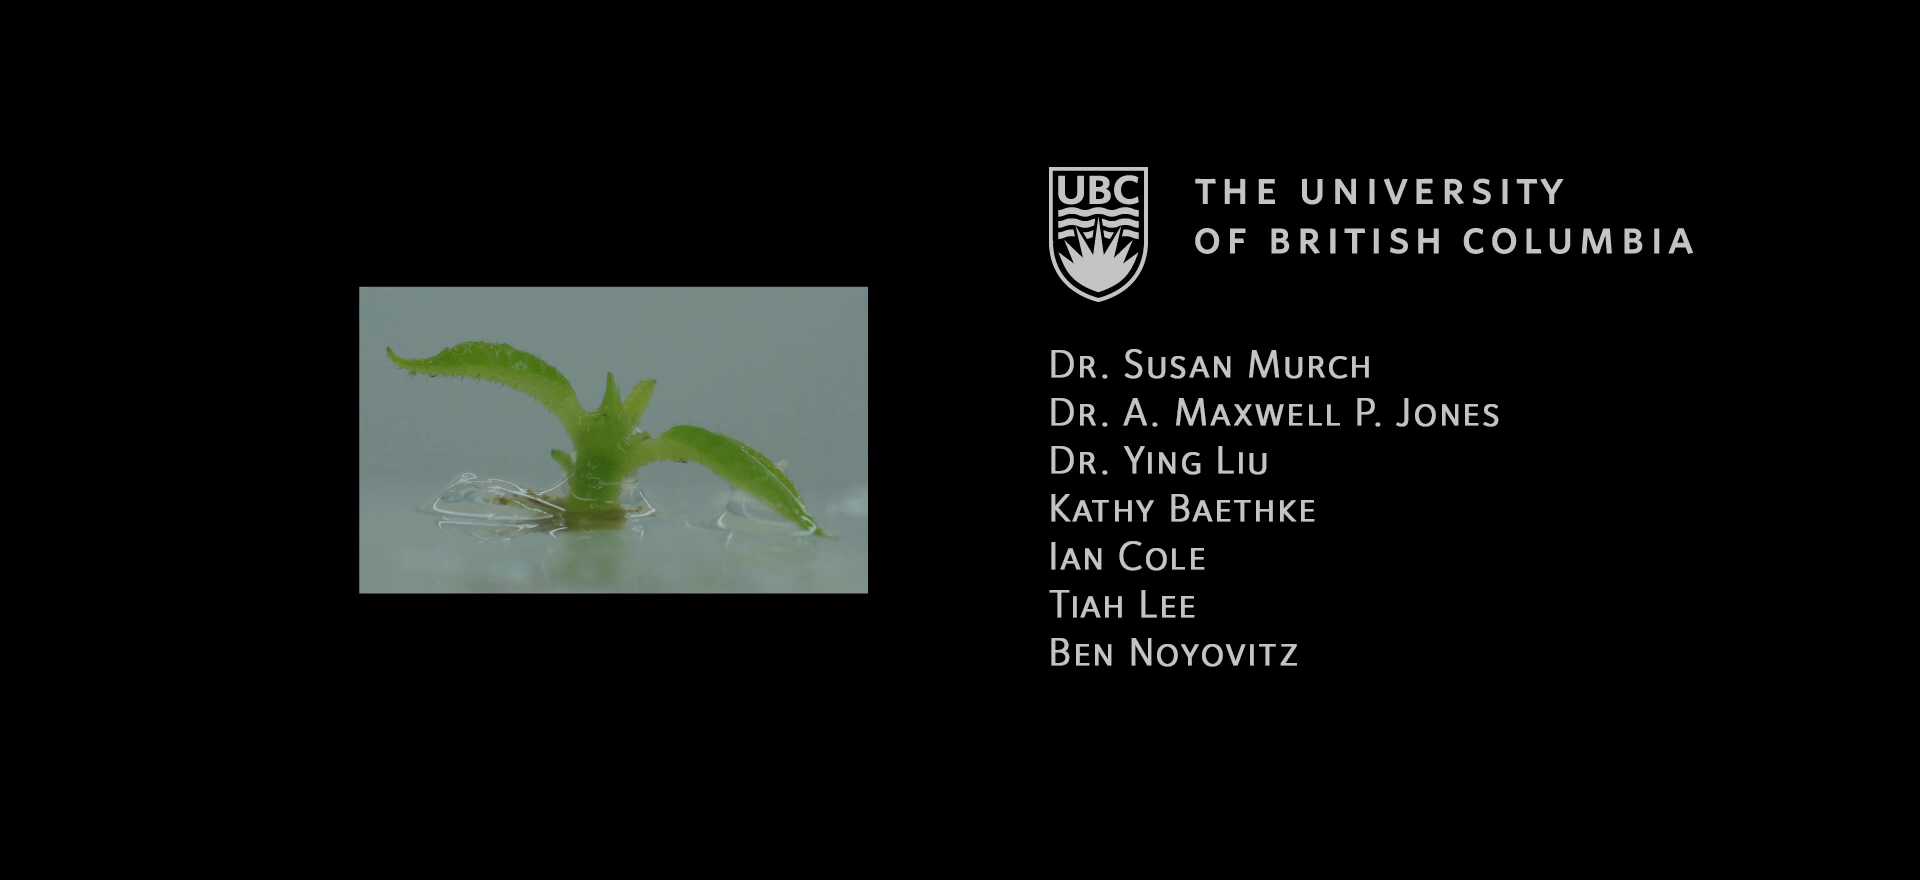 UBC
THE UNIVERSITY
OF BRITISH COLUMBIA
DR. SUSAN MURCH
DR. A. MAXWELL P. JONES
DR. YING LIU
KATHY BAETHKE
IAN COLE
TIAH LEE
BEN NOYOVITZ